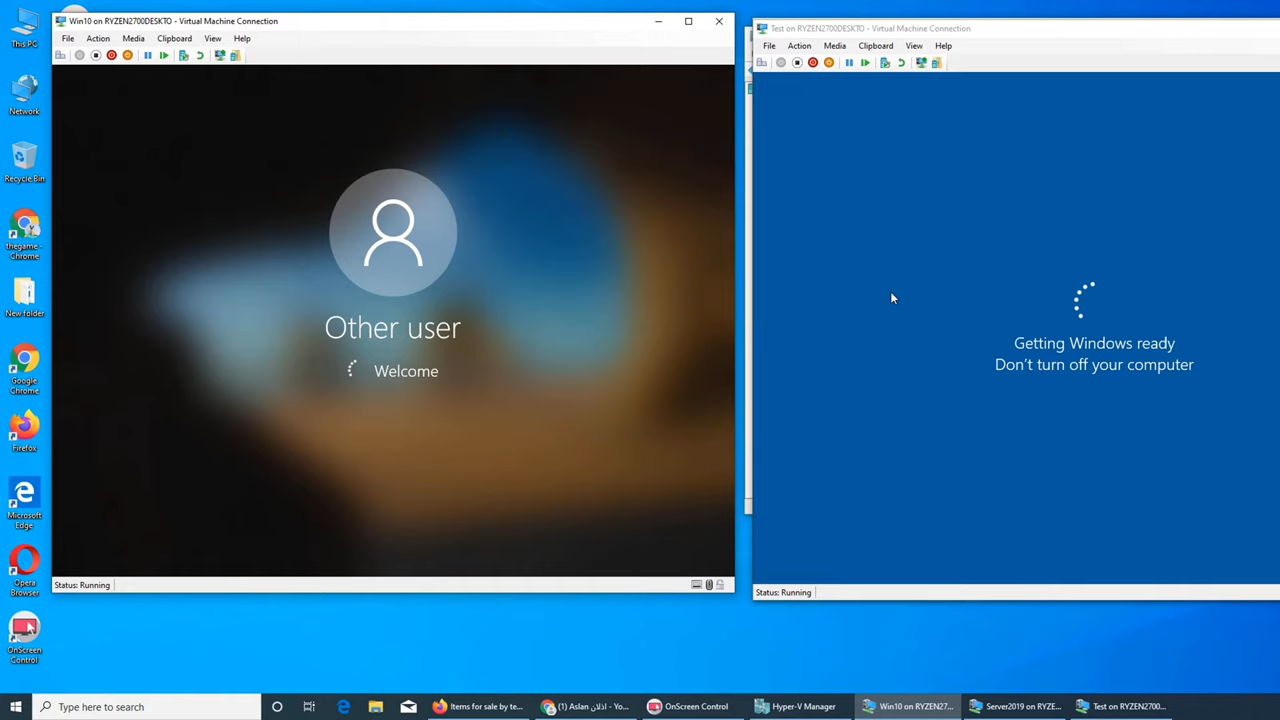 This PC
Network
Recycle Bin
thegame -
Chrome
New folder
Google
Chrome
Firefox
Microsoft
Edge
Opera
Browser
OnScreen
Control
Win10 on RYZEN2700DESKTO - Virtual Machine Connection
File Action Media Clipboard View Help
Other user
Welcome
Status: Running
Test on RYZEN2700DESKTO - Virtual Machine Connection
File Action Media Clipboard View Help
Getting Windows ready
Don't turn off your computer
Status: Running
Type here to search
Items for sale by te...
(1) Aslan اذلان - Yo...
OnScreen Control
Hyper-V Manager
Win10 on RYZEN27...
Server2019 on RYZE...
Test on RYZEN2700...